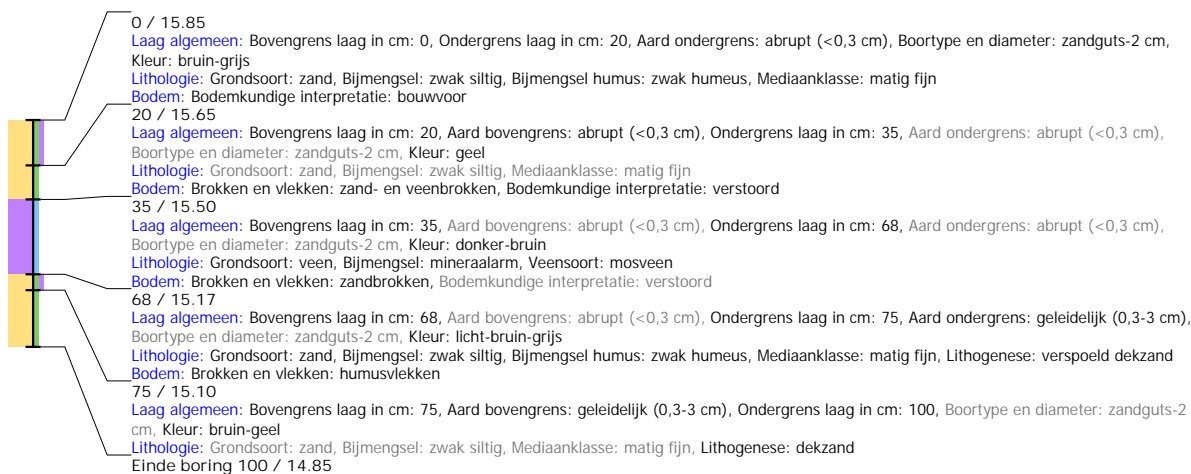 0 / 15.85
Laag algemeen: Bovengrens laag in cm: 0, Ondergrens laag in cm: 20, Aard ondergrens: abrupt (<0,3 cm), Boortype en diameter: zandguts-2 cm,
Kleur: bruin-grijs
Lithologie: Grondsoort: zand, Bijmengsel: zwak siltig, Bijmengsel humus: zwak humeus, Mediaanklasse: matig fijn
Bodem: Bodemkundige interpretatie: bouwvoor
20 / 15.65
Laag algemeen: Bovengrens laag in cm: 20, Aard bovengrens: abrupt (<0,3 cm), Ondergrens laag in cm: 35, Aard ondergrens: abrupt (<0,3 cm),
Boortype en diameter: zandguts-2 cm, Kleur: geel
Lithologie: Grondsoort: zand, Bijmengsel: zwak siltig, Mediaanklasse: matig fijn
Bodem: Brokken en vlekken: zand- en veenbrokken, Bodemkundige interpretatie: verstoord
35 / 15.50
Laag algemeen: Bovengrens laag in cm: 35, Aard bovengrens: abrupt (<0,3 cm), Ondergrens laag in cm: 68, Aard ondergrens: abrupt (<0,3 cm),
Boortype en diameter: zandguts-2 cm, Kleur: donker-bruin
Lithologie: Grondsoort: veen, Bijmengsel: mineraalarm, Veensoort: mosveen
Bodem: Brokken en vlekken: zandbrokken, Bodemkundige interpretatie: verstoord
68 / 15.17
Laag algemeen: Bovengrens laag in cm: 68, Aard bovengrens: abrupt (<0,3 cm), Ondergrens laag in cm: 75, Aard ondergrens: geleidelijk (0,3-3 cm),
Boortype en diameter: zandguts-2 cm, Kleur: licht-bruin-grijs
Lithologie: Grondsoort: zand, Bijmengsel: zwak siltig, Bijmengsel humus: zwak humeus, Mediaanklasse: matig fijn, Lithogenese: verspoeld dekzand
Bodem: Brokken en vlekken: humusvlekken
75 / 15.10
Laag algemeen: Bovengrens laag in cm: 75, Aard bovengrens: geleidelijk (0,3-3 cm), Ondergrens laag in cm: 100, Boortype en diameter: zandguts-2
cm, Kleur: bruin-geel
Lithologie: Grondsoort: zand, Bijmengsel: zwak siltig, Mediaanklasse: matig fijn, Lithogenese: dekzand
Einde boring 100 / 14.85